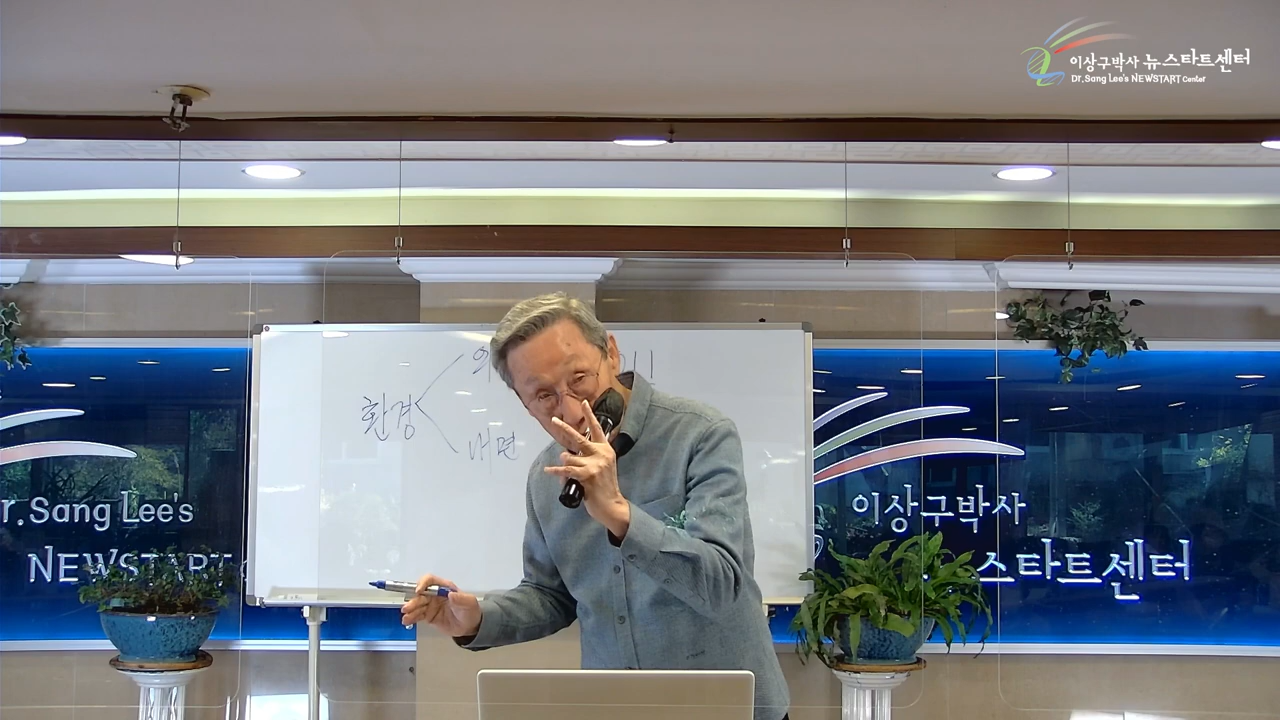 이상구박사 뉴스타트센터
Dr.Sang Lee's NEWSTART Center
환경
내면
r.Sang Lee's
NEWSTART
이상구박사
스타트센터